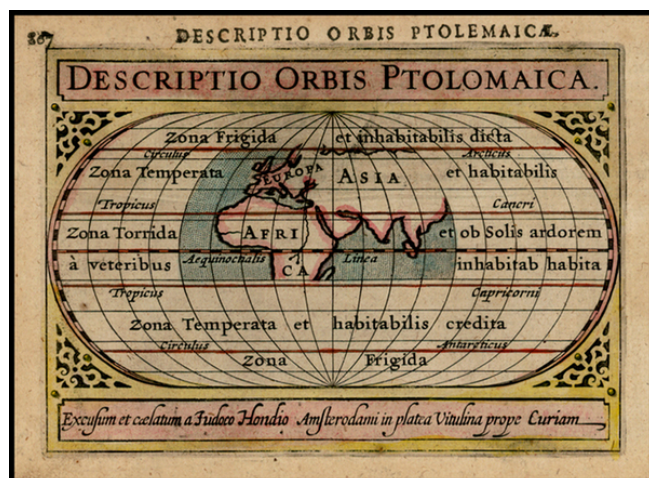 207 DESCRIPTIO ORBIS PTOLEMAICÆ.
DESCRIPTIO ORBIS PTOLOMAICA.
Zona Frigida et inhabitabilis dicta
Circulus Arcticus
EUROPA
Zona Temperata ASIA et habitabilis
Tropicus Cancri
Zona Torrida AFRI et ob Solis ardorem
à veteribus Aequinoctialis CA Linea inhabitab habita
Tropicus Capricorni
Zona Temperata et habitabilis credita
Circulus Antarcticus
Zona Frigida
Excusum et cælatum a Iudoco Hondio Amsterodami in platea Vitulina prope Curiam